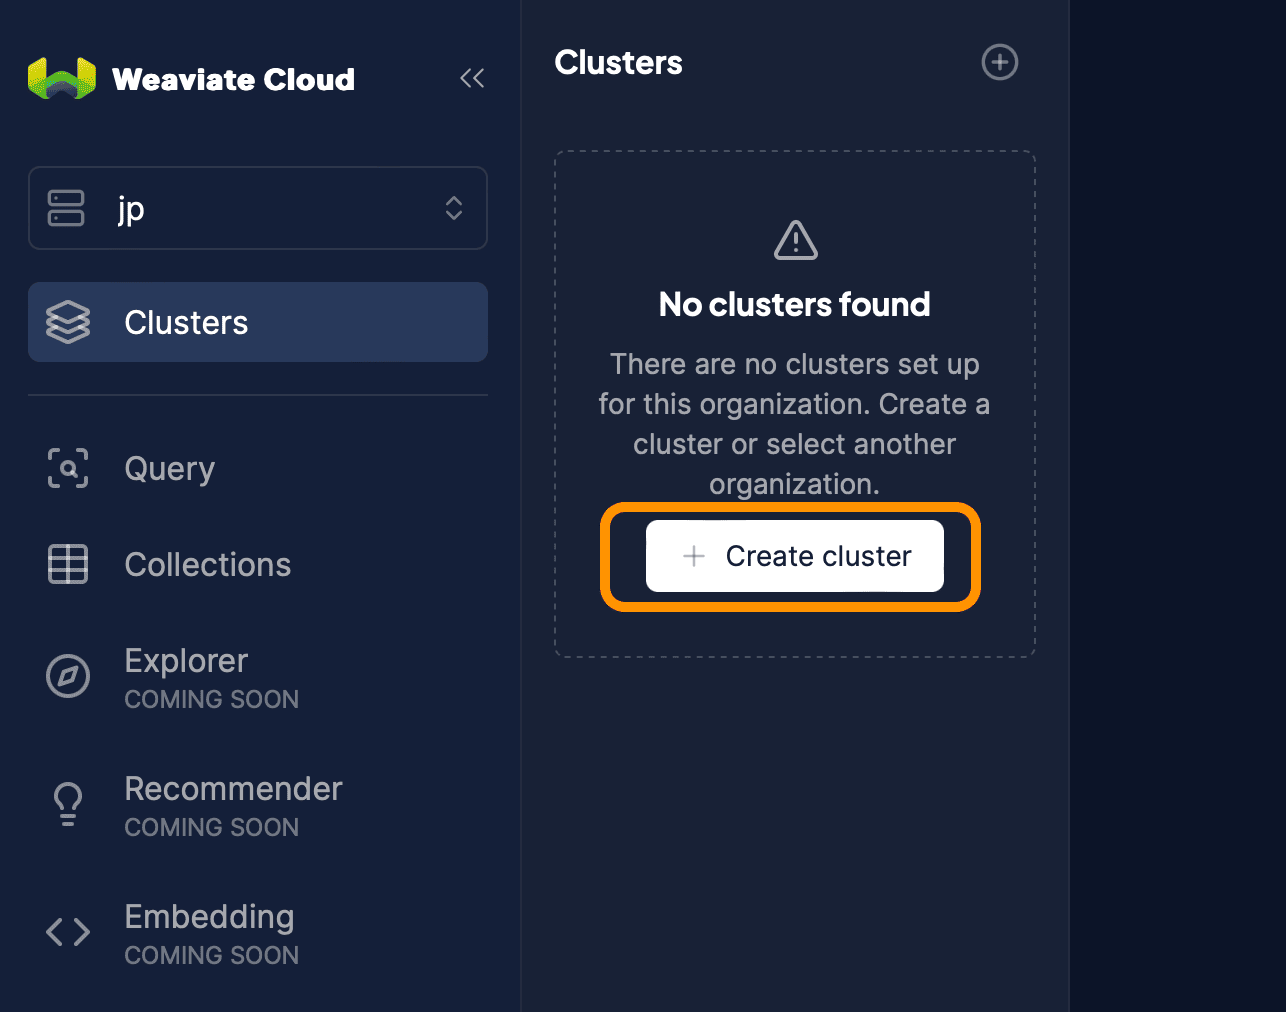 Weaviate Cloud
jp
Clusters
Query
Collections
Explorer
COMING SOON
Recommender
COMING SOON
Embedding
COMING SOON
Clusters
No clusters found
There are no clusters set up
for this organization. Create a
cluster or select another
organization.
Create cluster